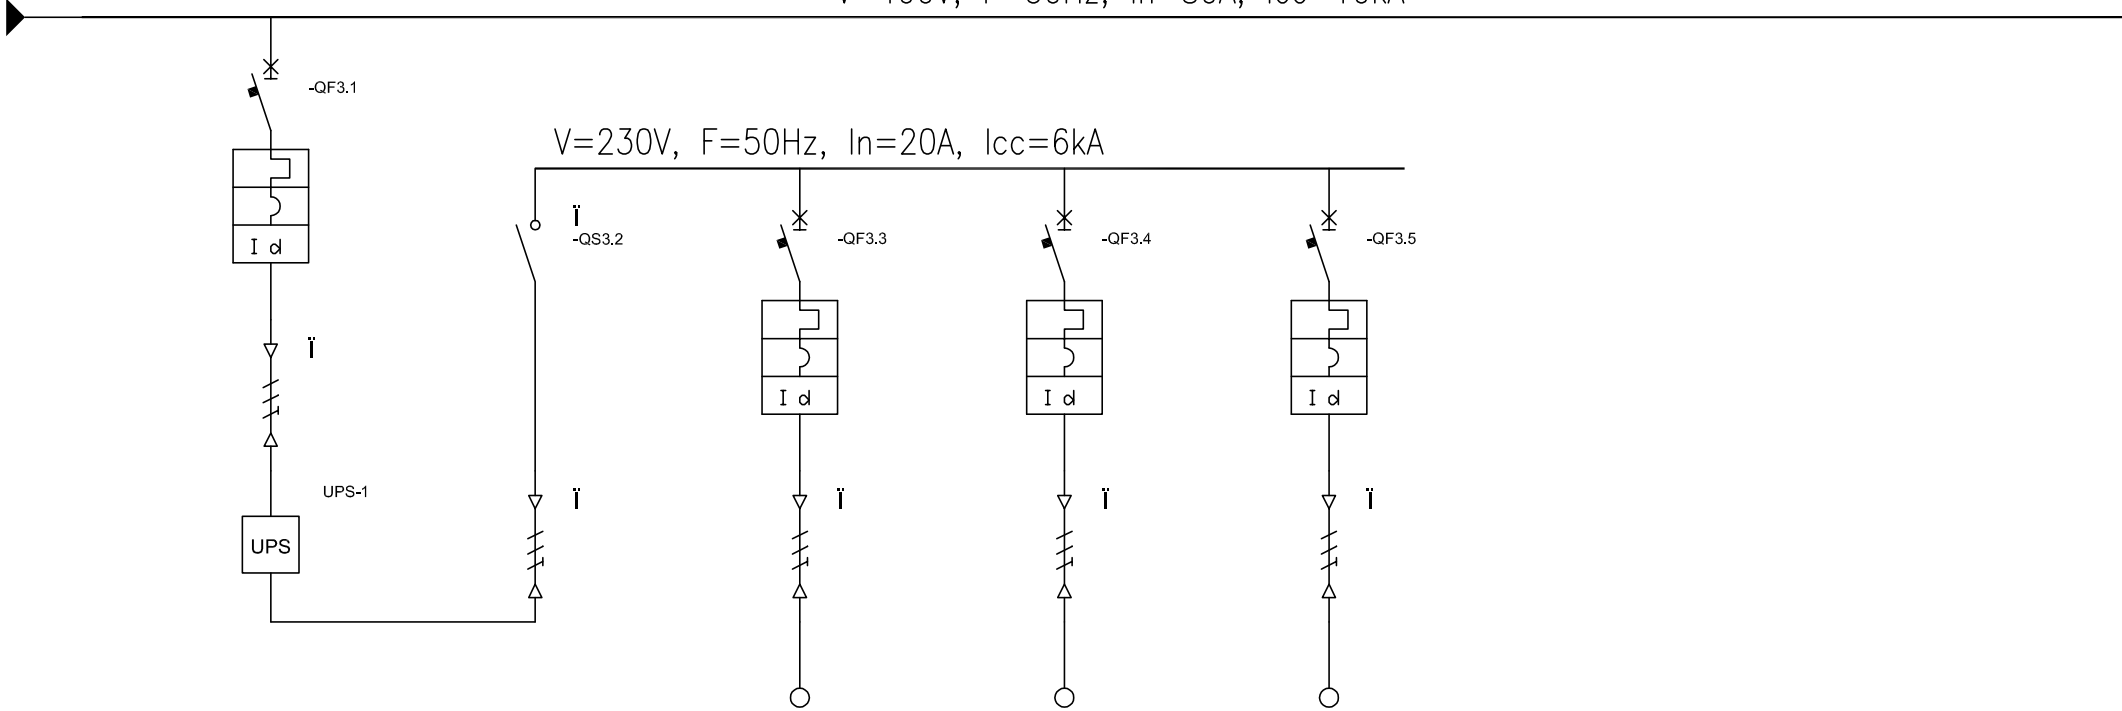 -QF3.1
V=230V, F=50Hz, In=20A, Icc=6kA
Ï
-QS3.2
-QF3.3
-QF3.4
-QF3.5
I d
Ï
I d
I d
I d
UPS-1
Ï
Ï
Ï
Ï
UPS